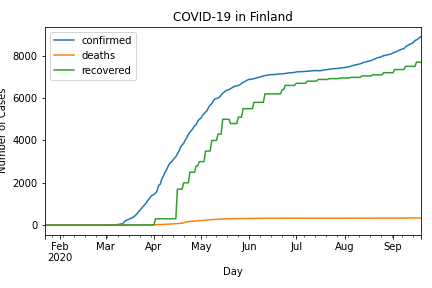 COVID-19 in Finland
confirmed
deaths
recovered
Number of Cases
8000
6000
4000
2000
0
Feb
2020
Mar
Apr
May
Jun
Jul
Aug
Sep
Day